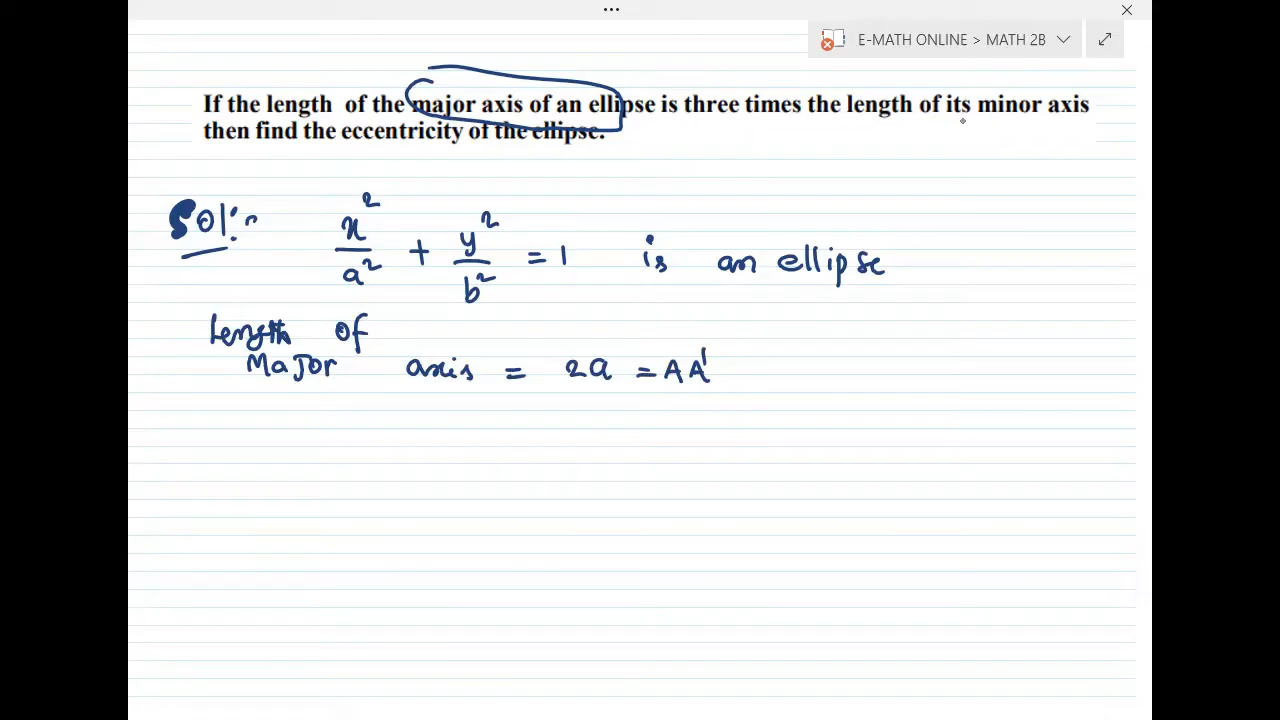 E-MATH ONLINE > MATH 2B
If the length of the major axis of an ellipse is three times the length of its minor axis
then find the eccentricity of the ellipse.
Sol:-
x²/a² + y²/b² = 1 is an ellipse
Length of
Major axis = 2a = AA'